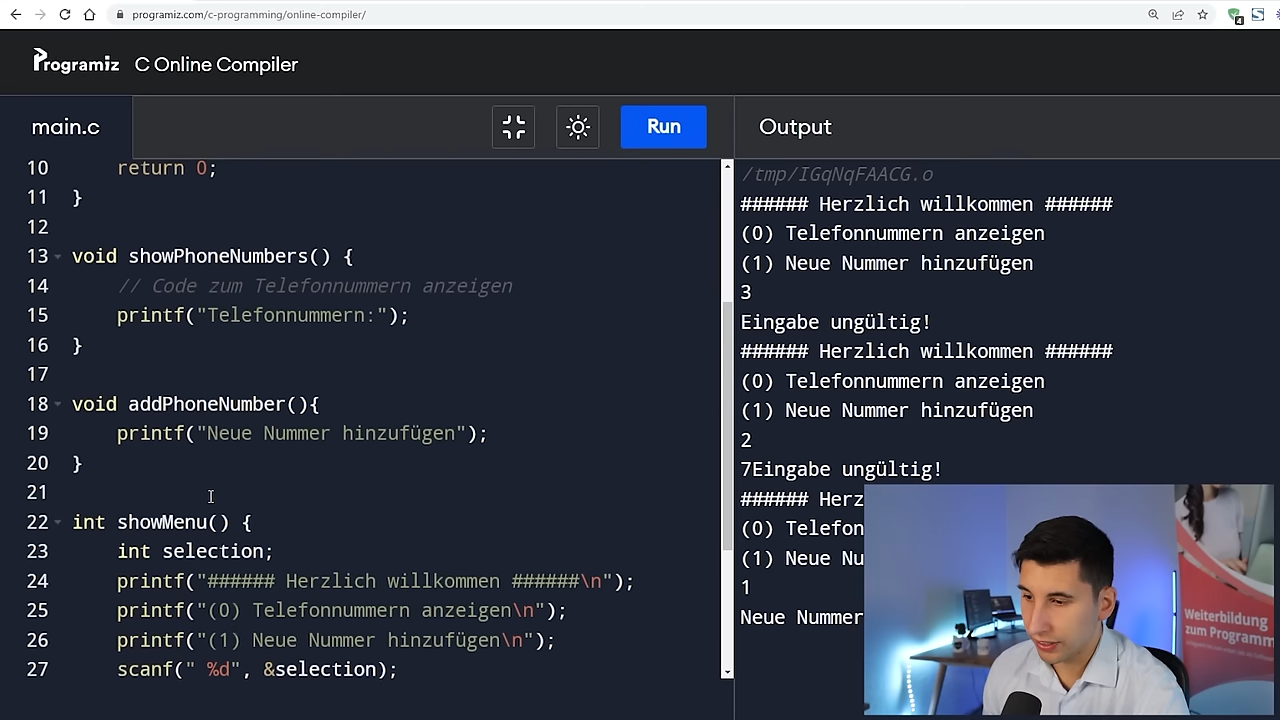 programiz.com/c-programming/online-compiler/
4
Programiz C Online Compiler
main.c
Run
Output
10 return 0;
11 }
12
13 void showPhoneNumbers() {
14 // Code zum Telefonnummern anzeigen
15 printf("Telefonnummern:");
16 }
17
18 void addPhoneNumber(){
19 printf("Neue Nummer hinzufügen");
20 }
21
22 int showMenu() {
23 int selection;
24 printf("###### Herzlich willkommen ######\n");
25 printf("(0) Telefonnummern anzeigen\n");
26 printf("(1) Neue Nummer hinzufügen\n");
27 scanf(" %d", &selection);
/tmp/IGqNqFAACG.o
###### Herzlich willkommen ######
(0) Telefonnummern anzeigen
(1) Neue Nummer hinzufügen
3
Eingabe ungültig!
###### Herzlich willkommen ######
(0) Telefonnummern anzeigen
(1) Neue Nummer hinzufügen
2
7Eingabe ungültig!
###### Herz
(0) Telefon
(1) Neue Nu
1
Neue Nummer
Weiterbildung
zum Programm